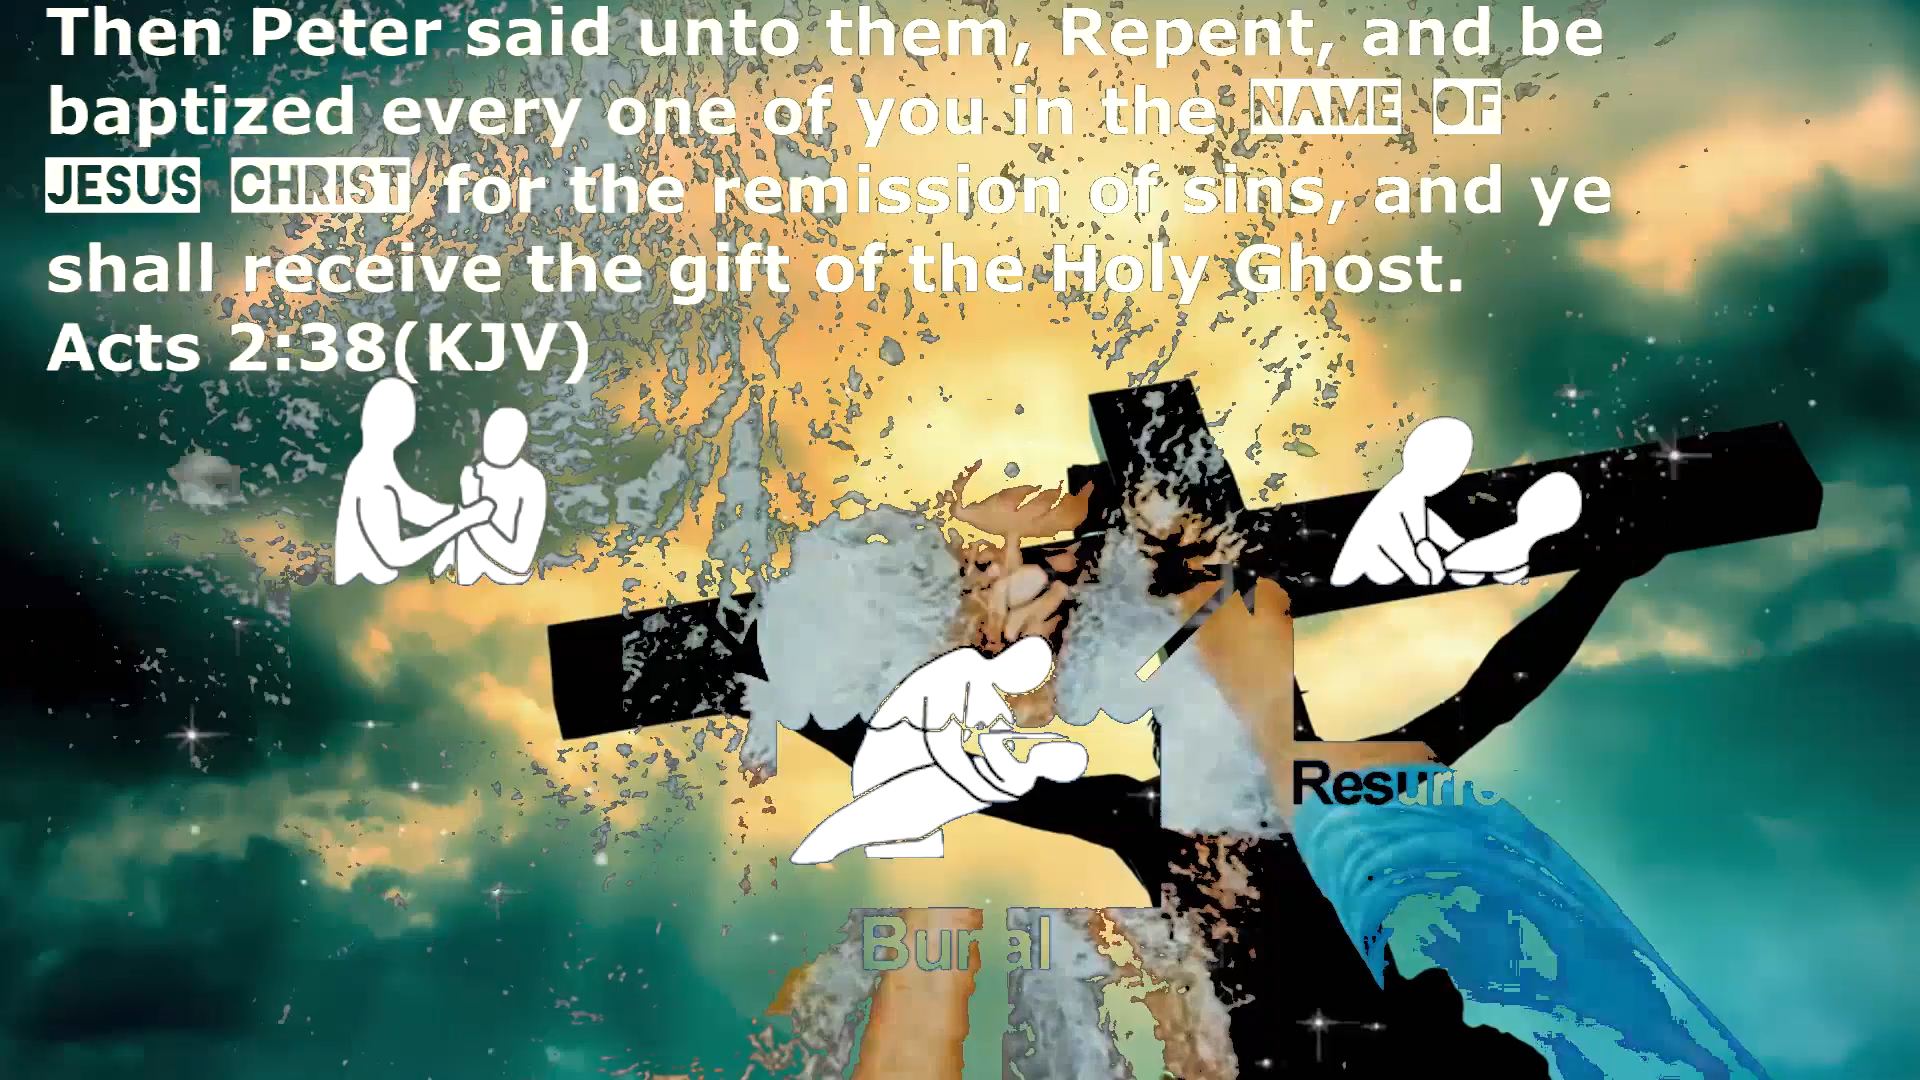 Then Peter said unto them, Repent, and be
baptized every one of you in the NAME OF
JESUS CHRIST for the remission of sins, and ye
shall receive the gift of the Holy Ghost.
Acts 2:38(KJV)
Resurre
Burial